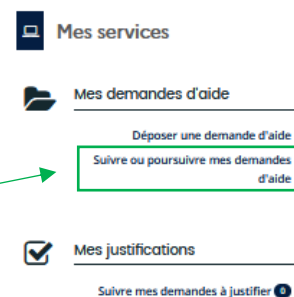 Mes services
Mes demandes d'aide
Déposer une demande d'aide
Suivre ou poursuivre mes demandes
d'aide
Mes justifications
Suivre mes demandes à justifier 0